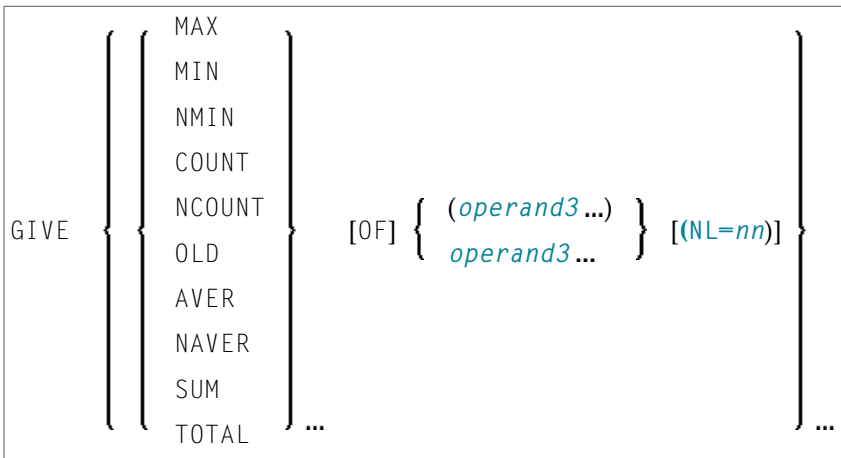 MAX
MIN
NMIN
COUNT
NCOUNT
OLD
AVER
NAVER
SUM
TOTAL
GIVE
...
[OF]
(operand3 ...)
operand3 ...
[(NL=nn)]
...